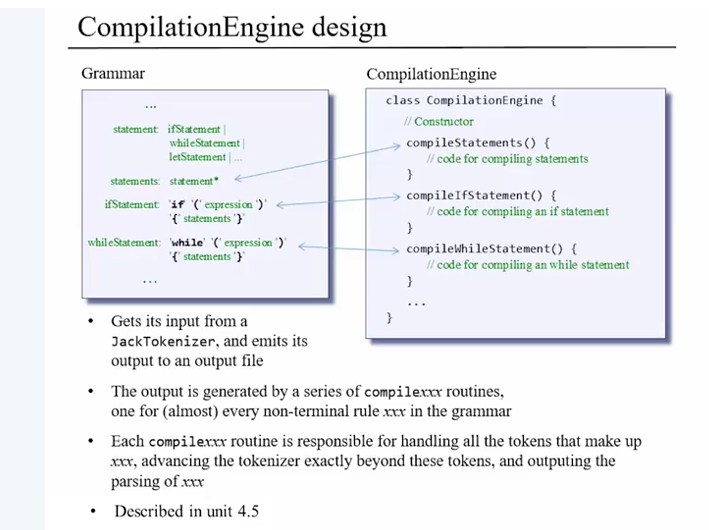 CompilationEngine design
Grammar
...
statement: ifStatement |
whileStatement |
letStatement | ...
statements: statement*
ifStatement: 'if' '(' expression ')'
'{' statements '}'
whileStatement: 'while' '(' expression ')'
'{' statements '}'
...
CompilationEngine
class CompilationEngine {
// Constructor
compileStatements() {
// code for compiling statements
}
compileIfStatement() {
// code for compiling an if statement
}
compileWhileStatement() {
// code for compiling an while statement
}
...
}
• Gets its input from a
JackTokenizer, and emits its
output to an output file
• The output is generated by a series of compilexxx routines,
one for (almost) every non-terminal rule xxx in the grammar
• Each compilexxx routine is responsible for handling all the tokens that make up
xxx, advancing the tokenizer exactly beyond these tokens, and outputing the
parsing of xxx
• Described in unit 4.5